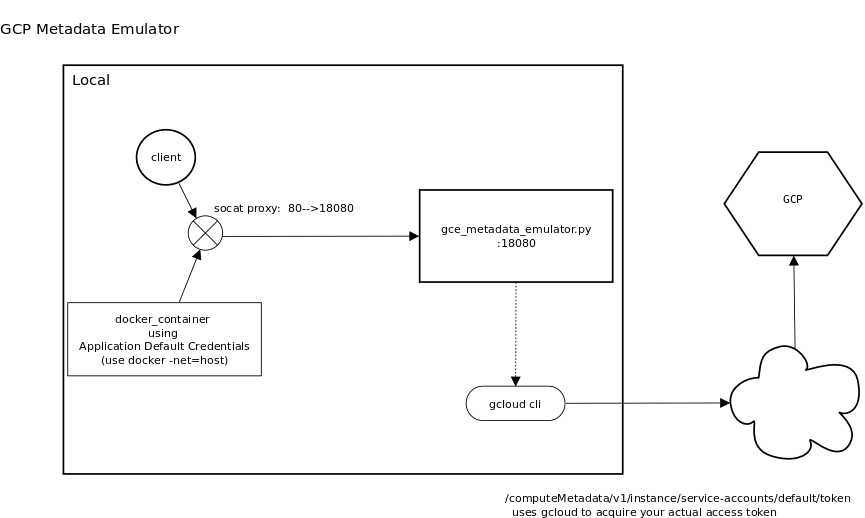 GCP Metadata Emulator
Local
client
socat proxy:  80-->18080
gce_metadata_emulator.py
:18080
GCP
docker_container
using
Application Default Credentials
(use docker -net=host)
gcloud cli
/computeMetadata/v1/instance/service-accounts/default/token
uses gcloud to acquire your actual access token